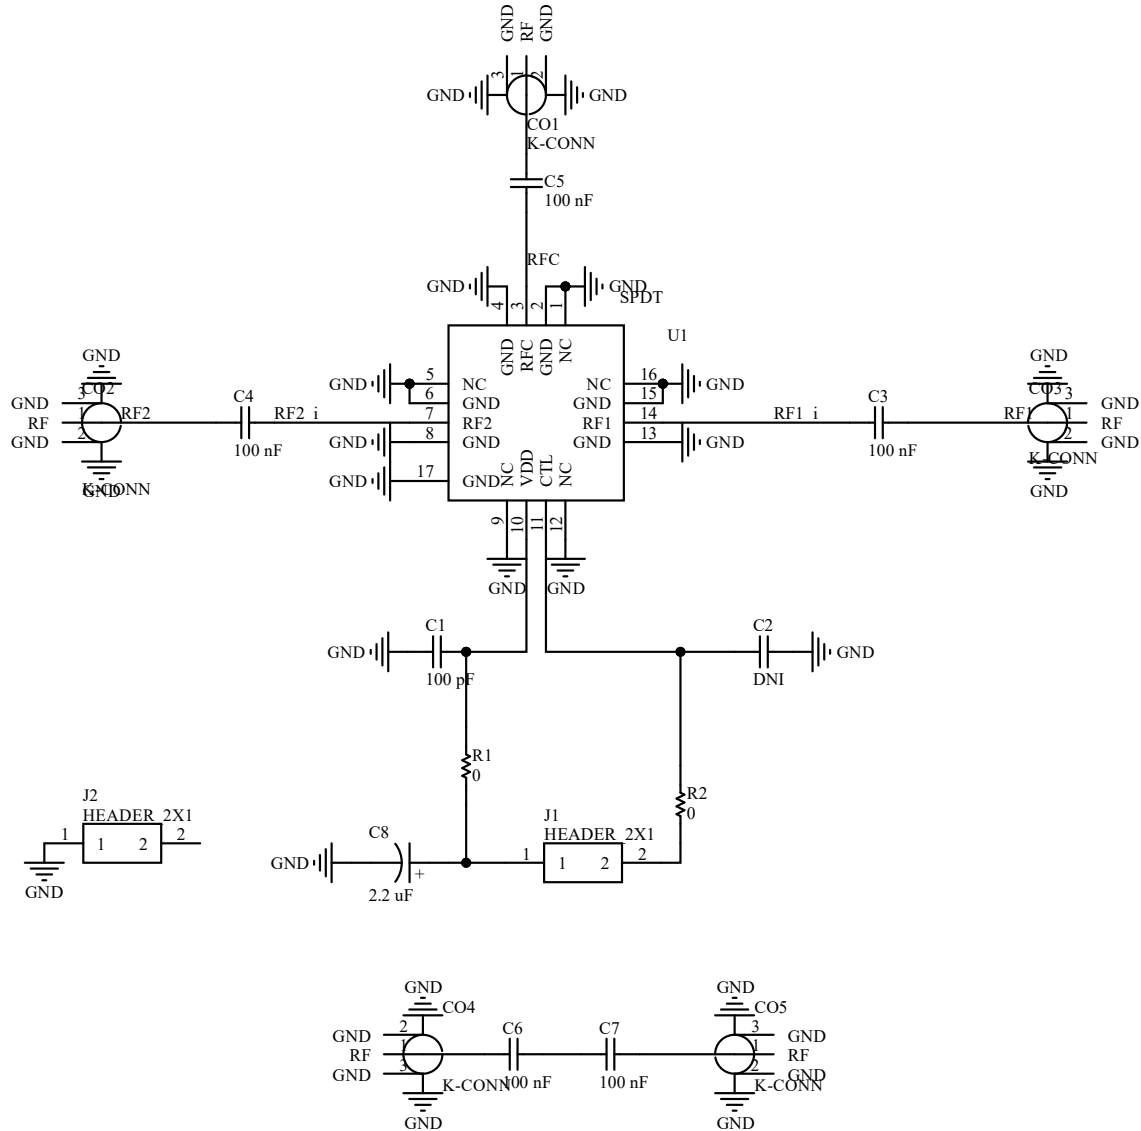 GND
RF
GND
3
1
2
GND
GND
CO1
K-CONN
C5
100 nF
RFC
GND
GND
SPDT
4
3
2
1
U1
GND
RFC
GND
NC
GND
CO2
GND
3
RF
1
GND
2
RF2
K-CONN
GND
C4
100 nF
RF2_i
GND
5
NC
6
GND
7
RF2
GND
8
GND
GND
17
GND
NC
16
GND
GND
15
RF1
14
GND
13
GND
RF1_i
C3
100 nF
GND
CO3
RF1
3
GND
1
RF
2
GND
K-CONN
GND
NC
VDD
CTL
NC
9
10
11
12
GND
GND
C1
GND
100 pF
C2
GND
DNI
R1
0
R2
0
J2
HEADER_2X1
1
1
2
2
GND
C8
GND
+
2.2 uF
J1
HEADER_2X1
1
1
2
2
GND
CO4
GND
2
RF
1
GND
3
K-CONN
GND
C6
100 nF
C7
100 nF
GND
CO5
3
GND
1
RF
2
GND
K-CONN
GND